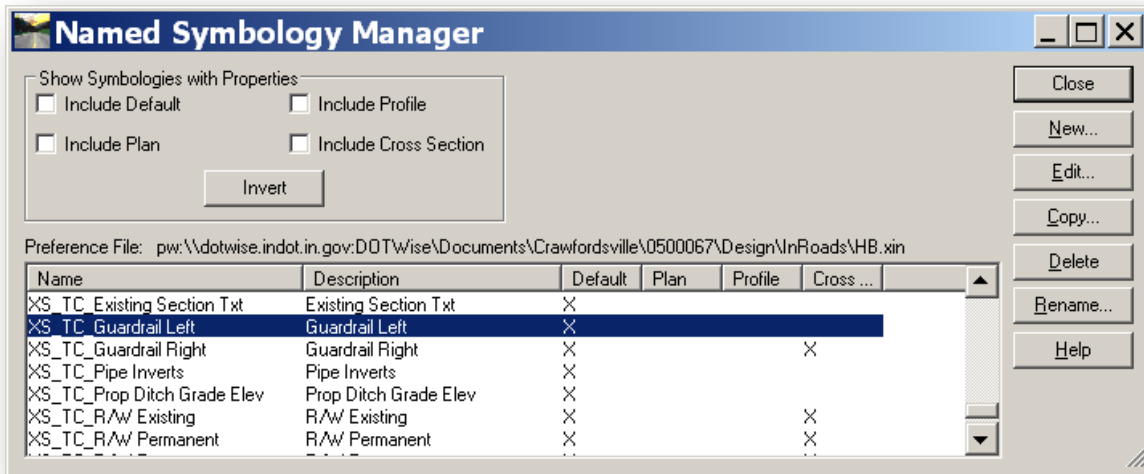 Named Symbology Manager
Show Symbologies with Properties
Include Default Include Profile
Include Plan Include Cross Section
Invert
Close
New...
Edit...
Copy...
Delete
Rename...
Help
Preference File: pw:\\dotwise.indot.in.gov:DOTWise\Documents\Crawfordsville\0500067\Design\InRoads\HB.xin
Name Description Default Plan Profile Cross ...
XS_TC_Existing Section Txt Existing Section Txt X
XS_TC_Guardrail Left Guardrail Left X
XS_TC_Guardrail Right Guardrail Right X X
XS_TC_Pipe Inverts Pipe Inverts X
XS_TC_Prop Ditch Grade Elev Prop Ditch Grade Elev X
XS_TC_R/W Existing R/W Existing X X
XS_TC_R/W Permanent R/W Permanent X X